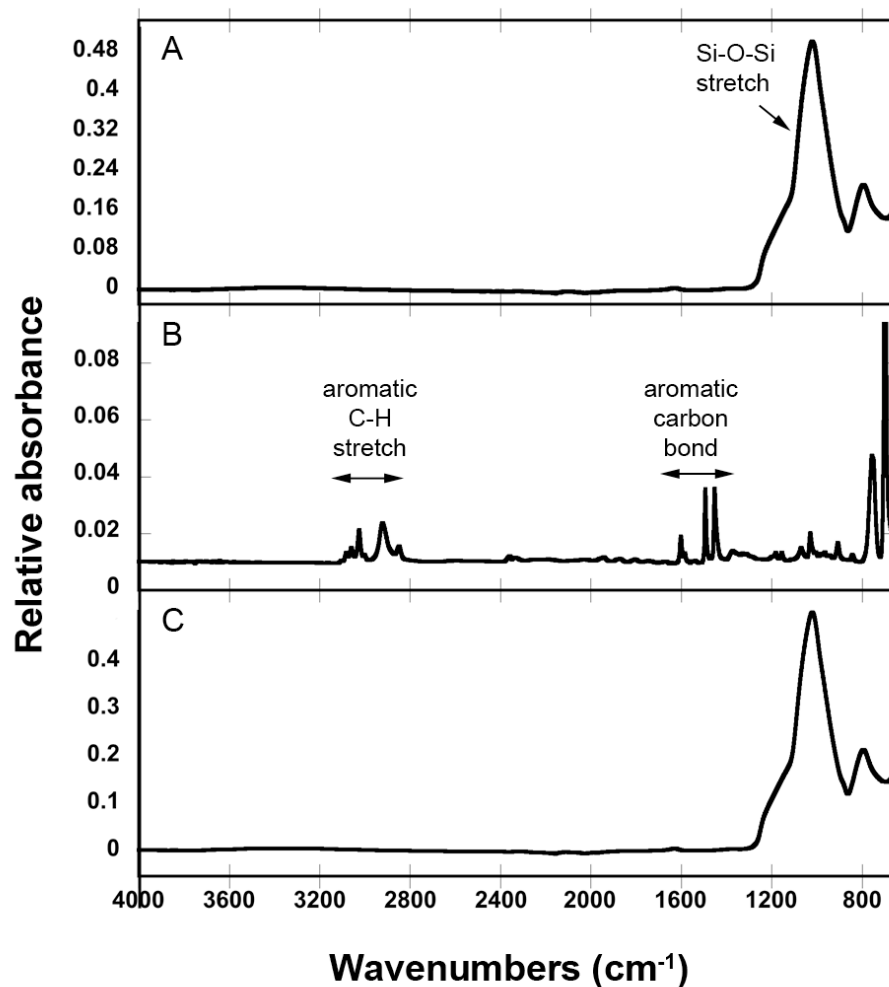 A
0.48
0.4
0.32
0.24
0.16
0.08
0
Si-O-Si
stretch
B
0.08
0.06
0.04
0.02
0
aromatic
C-H
stretch
aromatic
carbon
bond
C
0.4
0.3
0.2
0.1
0
Relative absorbance
4000 3600 3200 2800 2400 2000 1600 1200 800
Wavenumbers (cm-1)